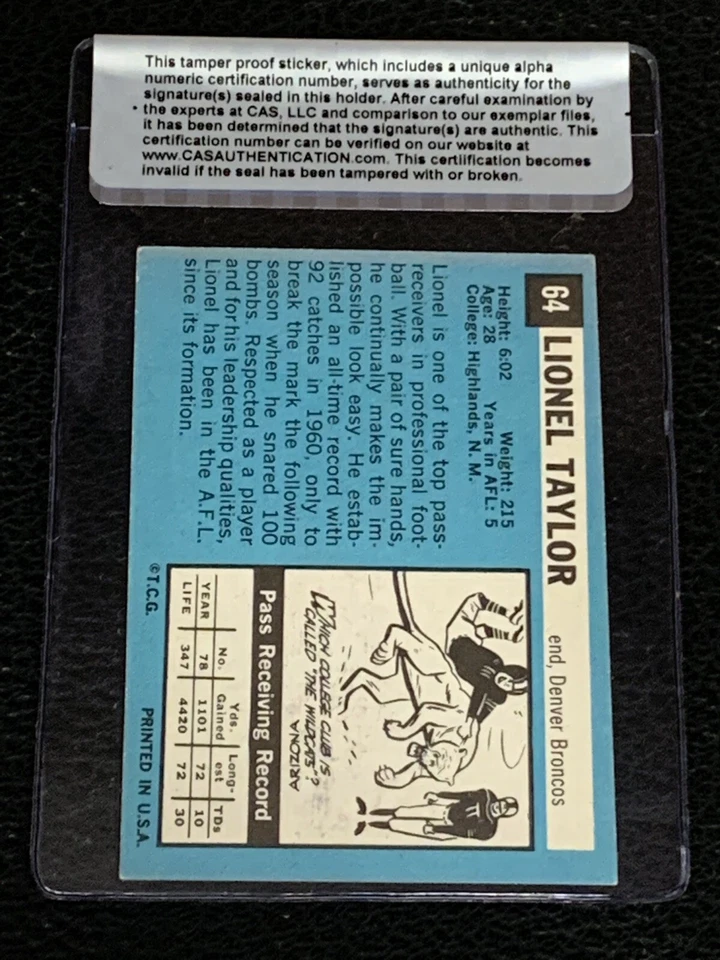 This tamper proof sticker, which includes a unique alpha
numeric certification number, serves as authenticity for the
signature(s) sealed in this holder. After careful examination by
• the experts at CAS, LLC and comparison to our exemplar files,
it has been determined that the signature(s) are authentic. This
certification number can be verified on our website at
www.CASAUTHENTICATION.com. This certiification becomes
invalid if the seal has been tampered with or broken.
64 LIONEL TAYLOR end, Denver Broncos
Height: 6:02 Weight: 215
Age: 28 Years in AFL: 5
College: Highlands, N. M.
Lionel is one of the top pass-
receivers in professional foot-
ball. With a pair of sure hands,
he continually makes the im-
possible look easy. He estab-
lished an all-time record with
92 catches in 1960, only to
break the mark the following
season when he snared 100
bombs. Respected as a player
and for his leadership qualities,
Lionel has been in the A.F.L.
since its formation.
WHICH COLLEGE CLUB IS
CALLED "THE WILDCATS"?
ARIZONA
Pass Receiving Record
No. Yds. Gained Long-est TDs
YEAR 78 1101 72 10
LIFE 347 4420 72 30
©T.C.G. PRINTED IN U.S.A.